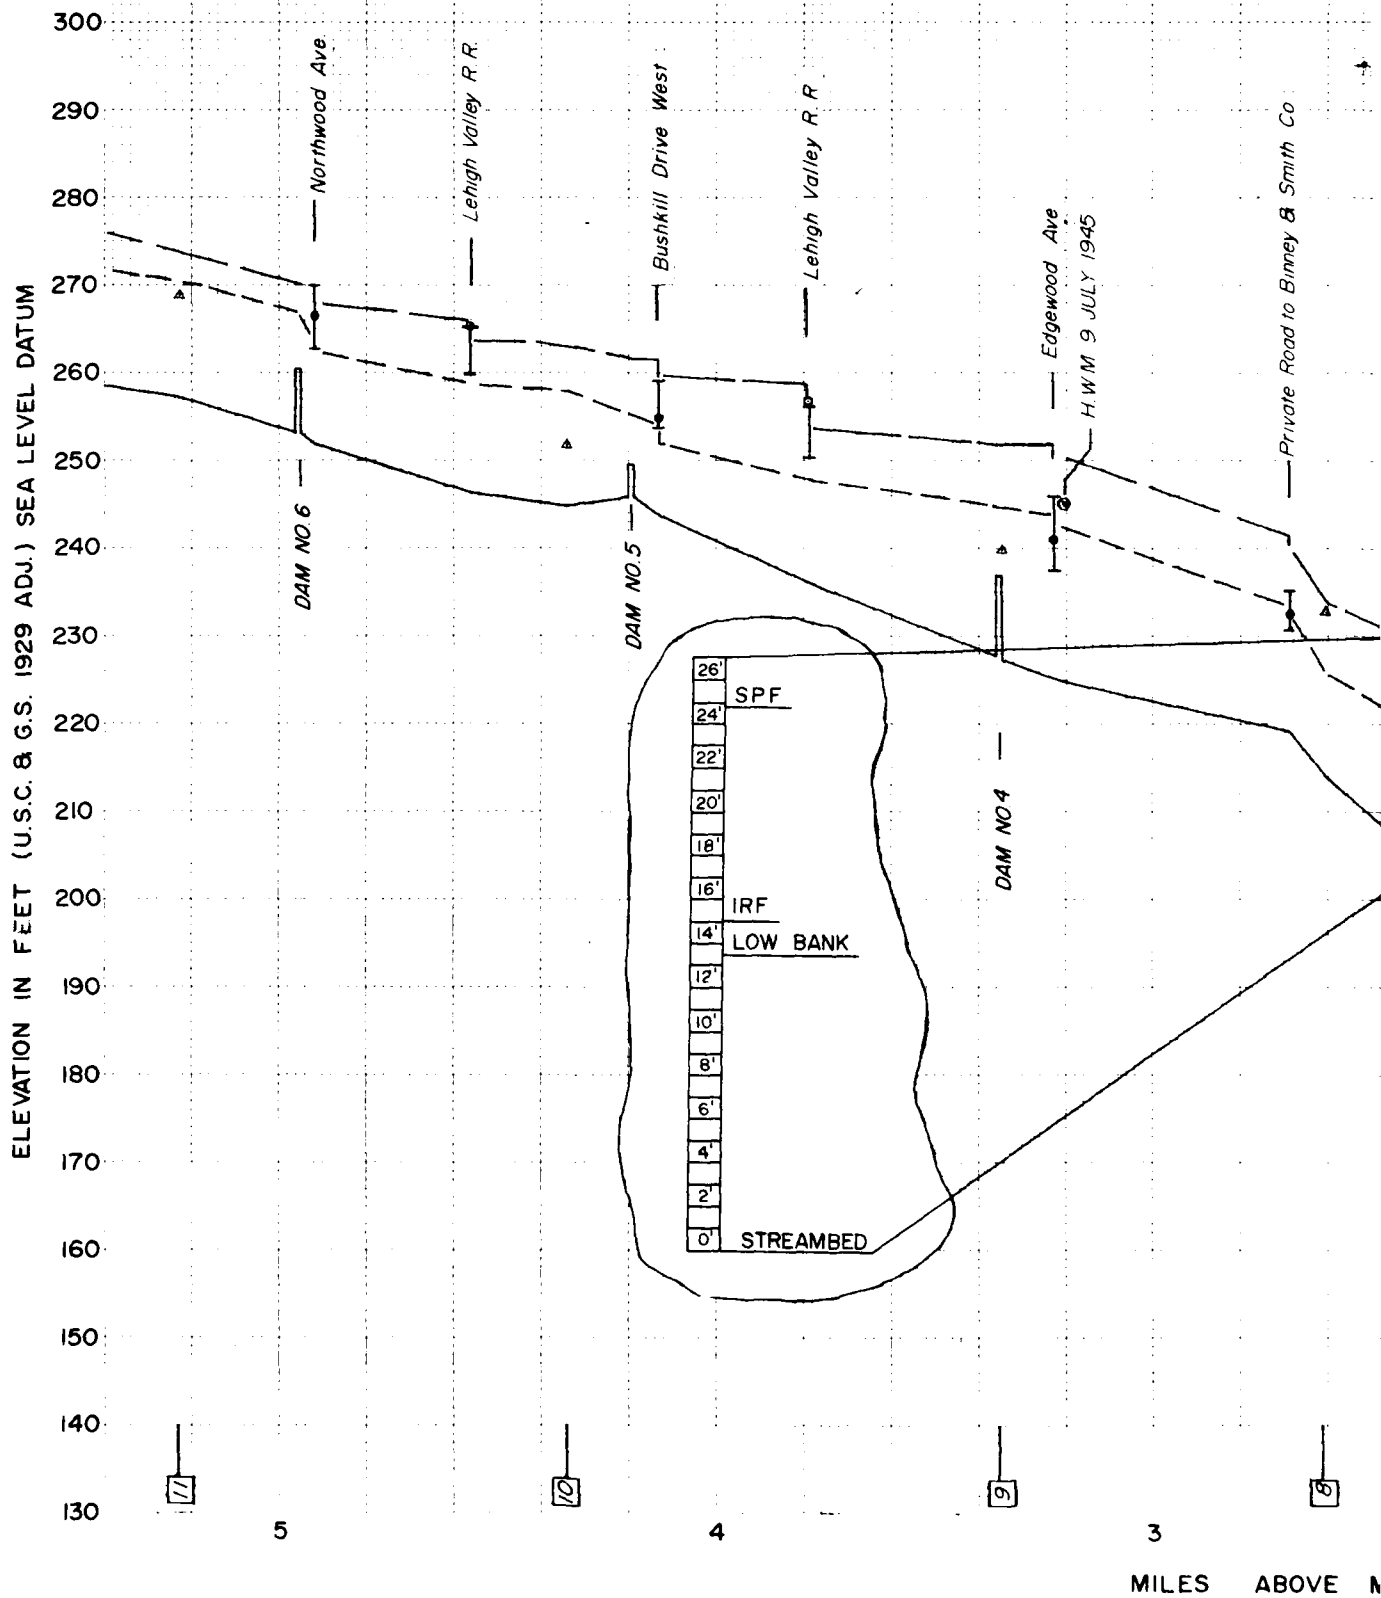 300
290
280
270
260
250
240
230
220
210
200
190
180
170
160
150
140
130
ELEVATION IN FEET (U.S.C. & G.S. 1929 ADJ.) SEA LEVEL DATUM
Northwood Ave.
Lehigh Valley R.R.
Bushkill Drive West
Lehigh Valley R.R.
Edgewood Ave
H.W.M 9 JULY 1945
Private Road to Binney & Smith Co
DAM NO.6
DAM NO.5
DAM NO4
26'
SPF
24'
22'
20'
18'
16'
IRF
14'
LOW BANK
12'
10'
8'
6'
4'
2'
0'
STREAMBED
11
10
9
8
5
4
3
MILES ABOVE